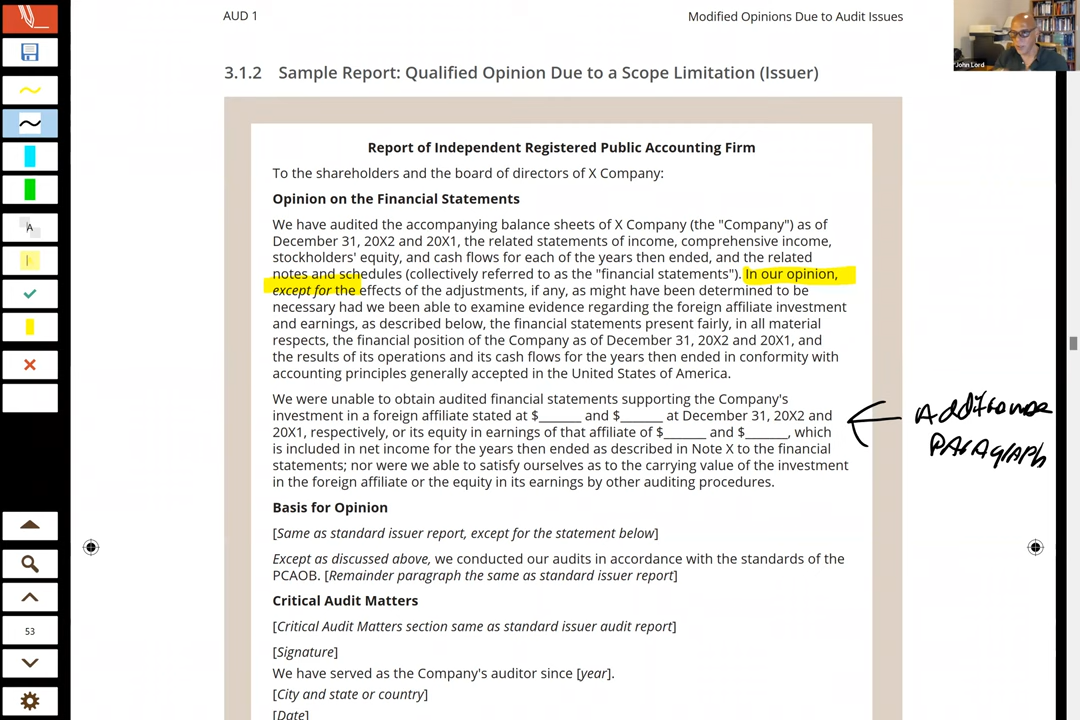 AUD 1
Modified Opinions Due to Audit Issues
John Lord
3.1.2 Sample Report: Qualified Opinion Due to a Scope Limitation (Issuer)
Report of Independent Registered Public Accounting Firm
To the shareholders and the board of directors of X Company:
Opinion on the Financial Statements
We have audited the accompanying balance sheets of X Company (the "Company") as of
December 31, 20X2 and 20X1, the related statements of income, comprehensive income,
stockholders' equity, and cash flows for each of the years then ended, and the related
notes and schedules (collectively referred to as the "financial statements"). In our opinion,
except for the effects of the adjustments, if any, as might have been determined to be
necessary had we been able to examine evidence regarding the foreign affiliate investment
and earnings, as described below, the financial statements present fairly, in all material
respects, the financial position of the Company as of December 31, 20X2 and 20X1, and
the results of its operations and its cash flows for the years then ended in conformity with
accounting principles generally accepted in the United States of America.
We were unable to obtain audited financial statements supporting the Company's
investment in a foreign affiliate stated at $______ and $______ at December 31, 20X2 and
20X1, respectively, or its equity in earnings of that affiliate of $______ and $______, which
is included in net income for the years then ended as described in Note X to the financial
statements; nor were we able to satisfy ourselves as to the carrying value of the investment
in the foreign affiliate or the equity in its earnings by other auditing procedures.
Paragraph
Basis for Opinion
[Same as standard issuer report, except for the statement below]
Except as discussed above, we conducted our audits in accordance with the standards of the
PCAOB. [Remainder paragraph the same as standard issuer report]
Critical Audit Matters
[Critical Audit Matters section same as standard issuer audit report]
[Signature]
We have served as the Company's auditor since [year].
[City and state or country]
[Date]
A
53